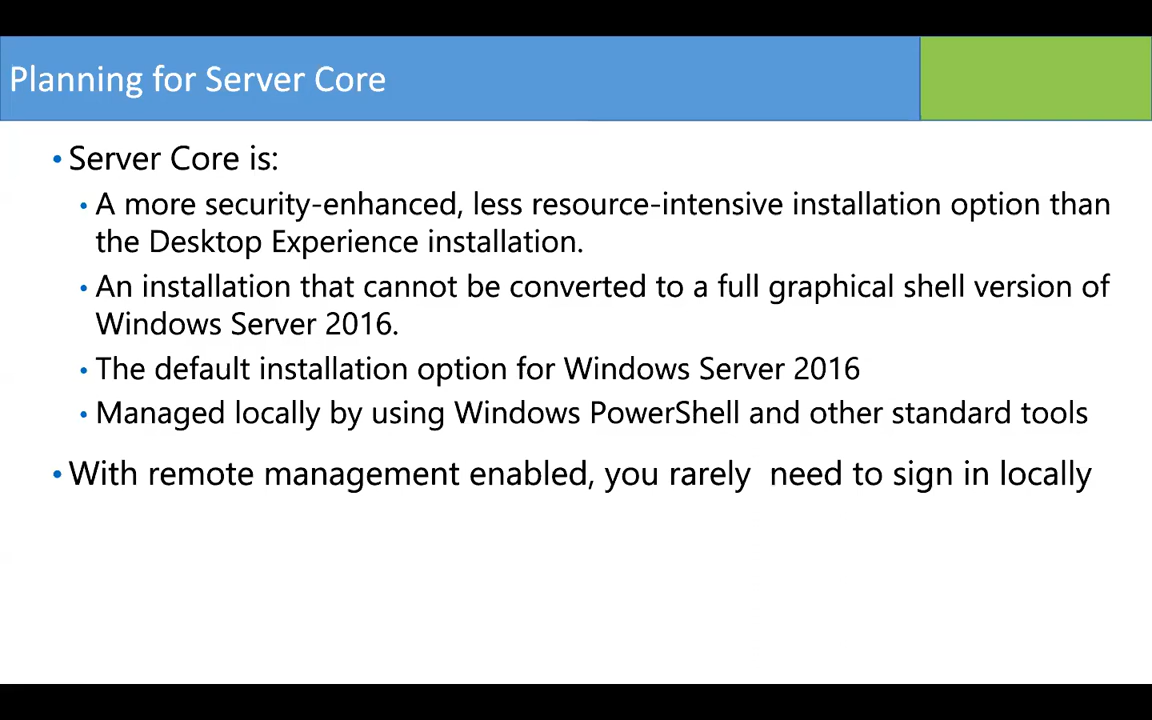 Planning for Server Core
• Server Core is:
• A more security-enhanced, less resource-intensive installation option than
the Desktop Experience installation.
• An installation that cannot be converted to a full graphical shell version of
Windows Server 2016.
• The default installation option for Windows Server 2016
• Managed locally by using Windows PowerShell and other standard tools
• With remote management enabled, you rarely  need to sign in locally